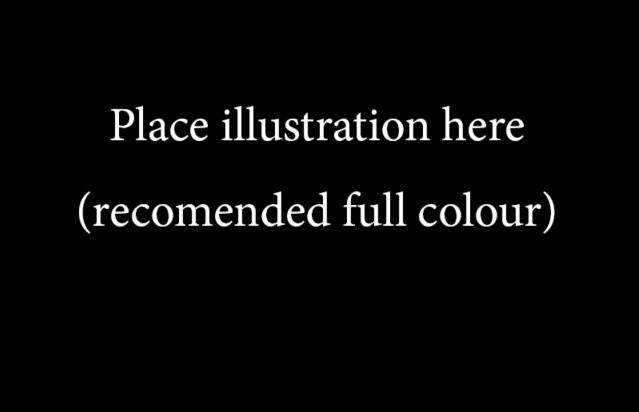 Place illustration here
(recomended full colour)